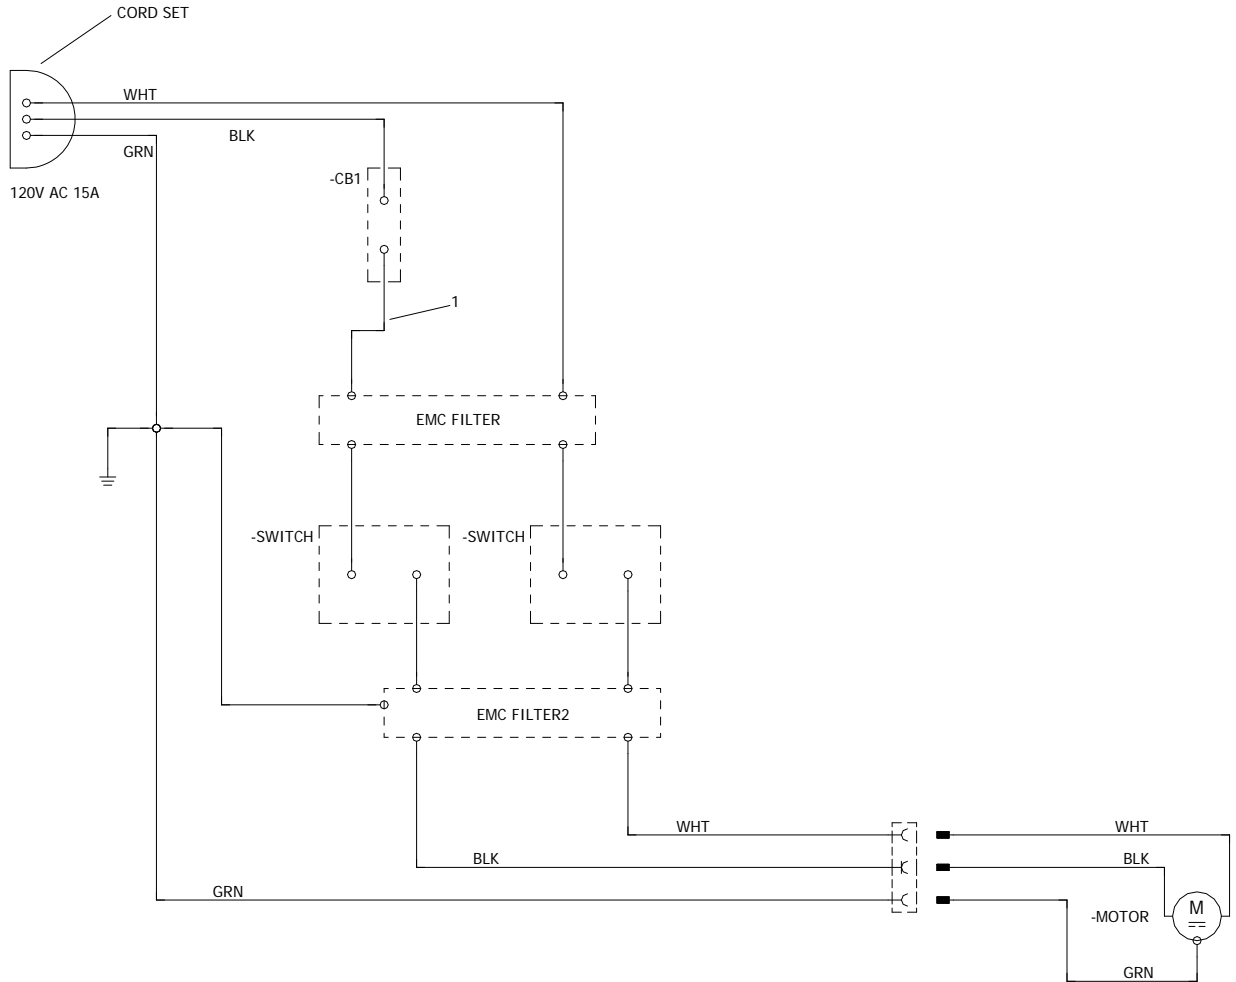 CORD SET
WHT
BLK
GRN
120V AC 15A
-CB1
1
EMC FILTER
-SWITCH
-SWITCH
EMC FILTER2
WHT
WHT
BLK
BLK
GRN
M
-MOTOR
GRN